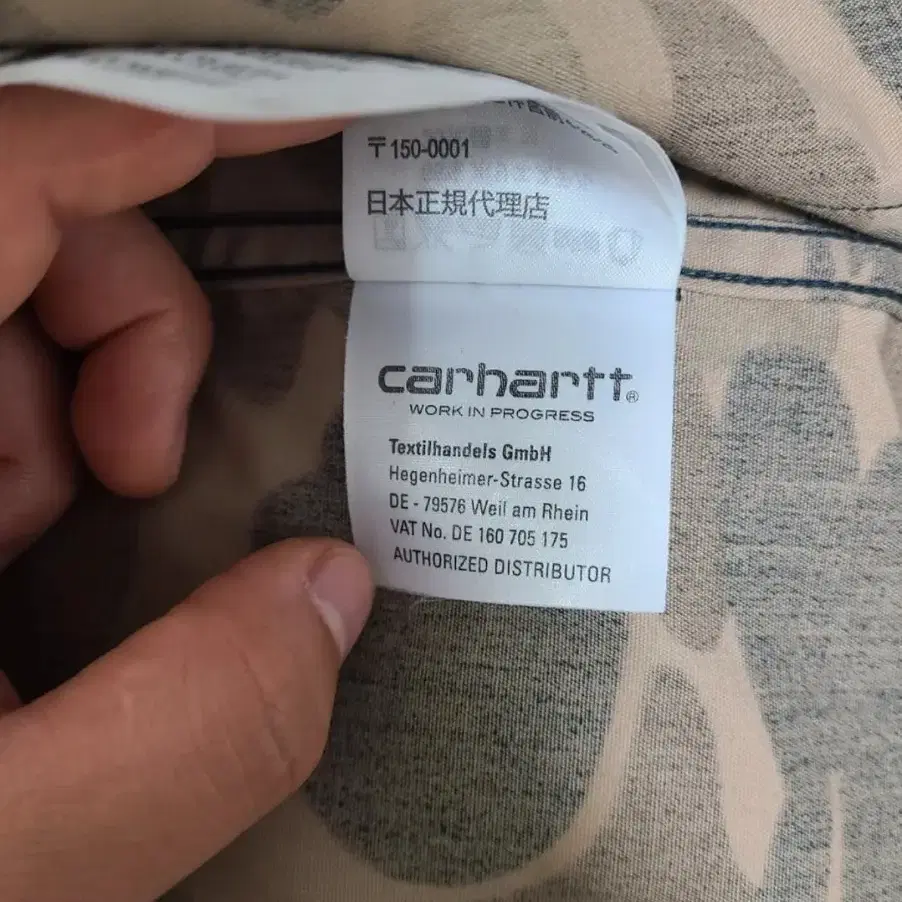 〒150-0001
日本正規代理店
carhartt®
WORK IN PROGRESS
Textilhandels GmbH
Hegenheimer-Strasse 16
DE - 79576 Weil am Rhein
VAT No. DE 160 705 175
AUTHORIZED DISTRIBUTOR